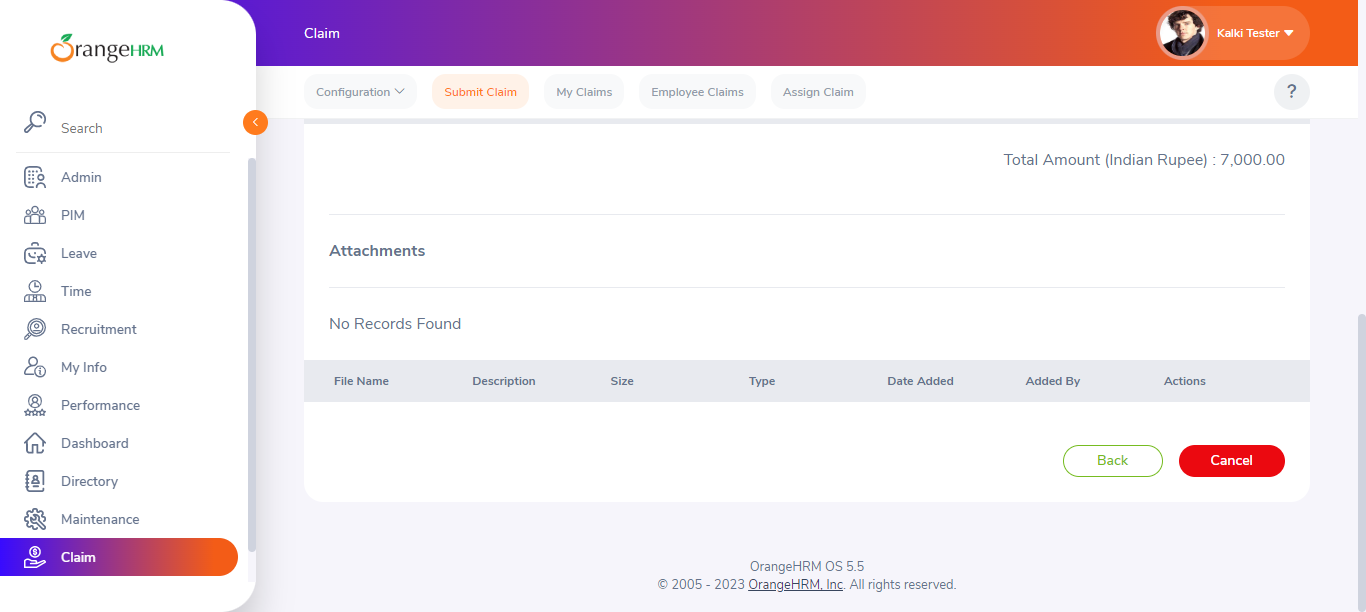 OrangeHRM
Search
Admin
PIM
Leave
Time
Recruitment
My Info
Performance
Dashboard
Directory
Maintenance
Claim
Claim
Kalki Tester
Configuration
Submit Claim
My Claims
Employee Claims
Assign Claim
?
Total Amount (Indian Rupee) : 7,000.00
Attachments
No Records Found
File Name Description Size Type Date Added Added By Actions
Back Cancel
OrangeHRM OS 5.5
© 2005 - 2023 OrangeHRM, Inc. All rights reserved.